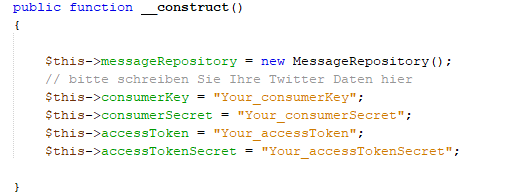 public function __construct()
{
$this->messageRepository = new MessageRepository();
// bitte schreiben Sie Ihre Twitter Daten hier
$this->consumerKey = "Your_consumerKey";
$this->consumerSecret = "Your_consumerSecret";
$this->accessToken = "Your_accessToken";
$this->accessTokenSecret = "Your_accessTokenSecret";
}